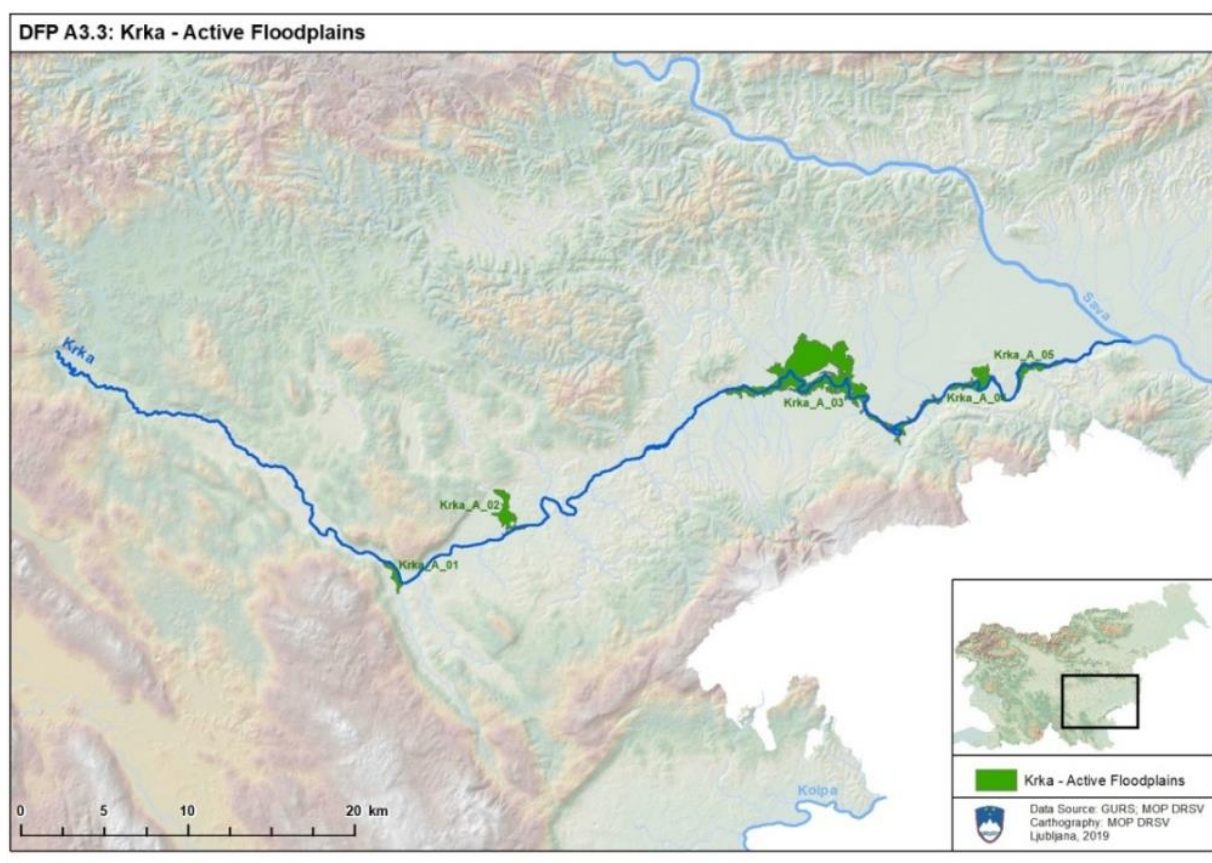 DFP A3.3: Krka - Active Floodplains
Sava
Krka
Krka_A_05
Krka_A_03
Krka_A_02
Krka_A_01
Kolpa
Krka - Active Floodplains
0 5 10 20 km
Data Source: GURS; MOP DRSV
Carthography: MOP DRSV
Ljubljana, 2019